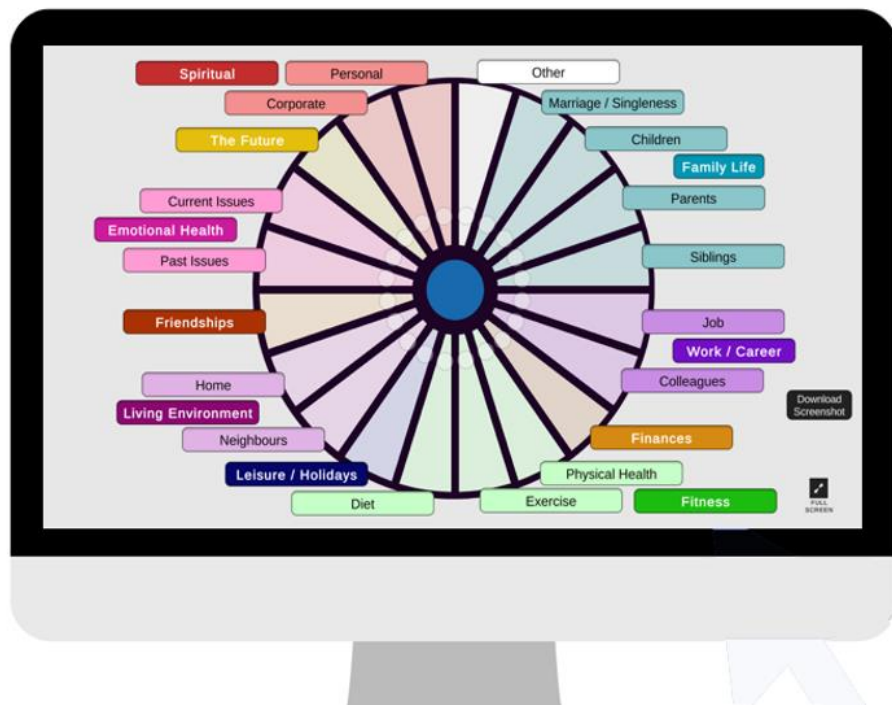 Spiritual
Personal
Other
Corporate
Marriage / Singleness
The Future
Children
Family Life
Current Issues
Parents
Emotional Health
Past Issues
Siblings
Friendships
Job
Work / Career
Home
Colleagues
Living Environment
Download
Screenshot
Neighbours
Finances
Leisure / Holidays
Physical Health
Diet
Exercise
Fitness
FULL
SCREEN